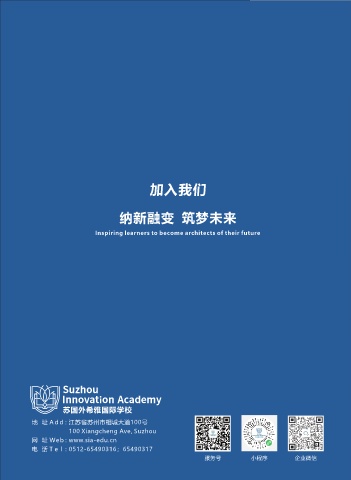 加入我们
纳新融变 筑梦未来
Inspiring learners to become architects of their future
Suzhou
Innovation Academy
苏国外希雅国际学校
地 址 Add: 江苏省苏州市相城大道100号
100 Xiangcheng Ave, Suzhou
网 址 Web: www.sia-edu.cn
电 话 Tel: 0512-65490316; 65490317
服务号 小程序 企业微信